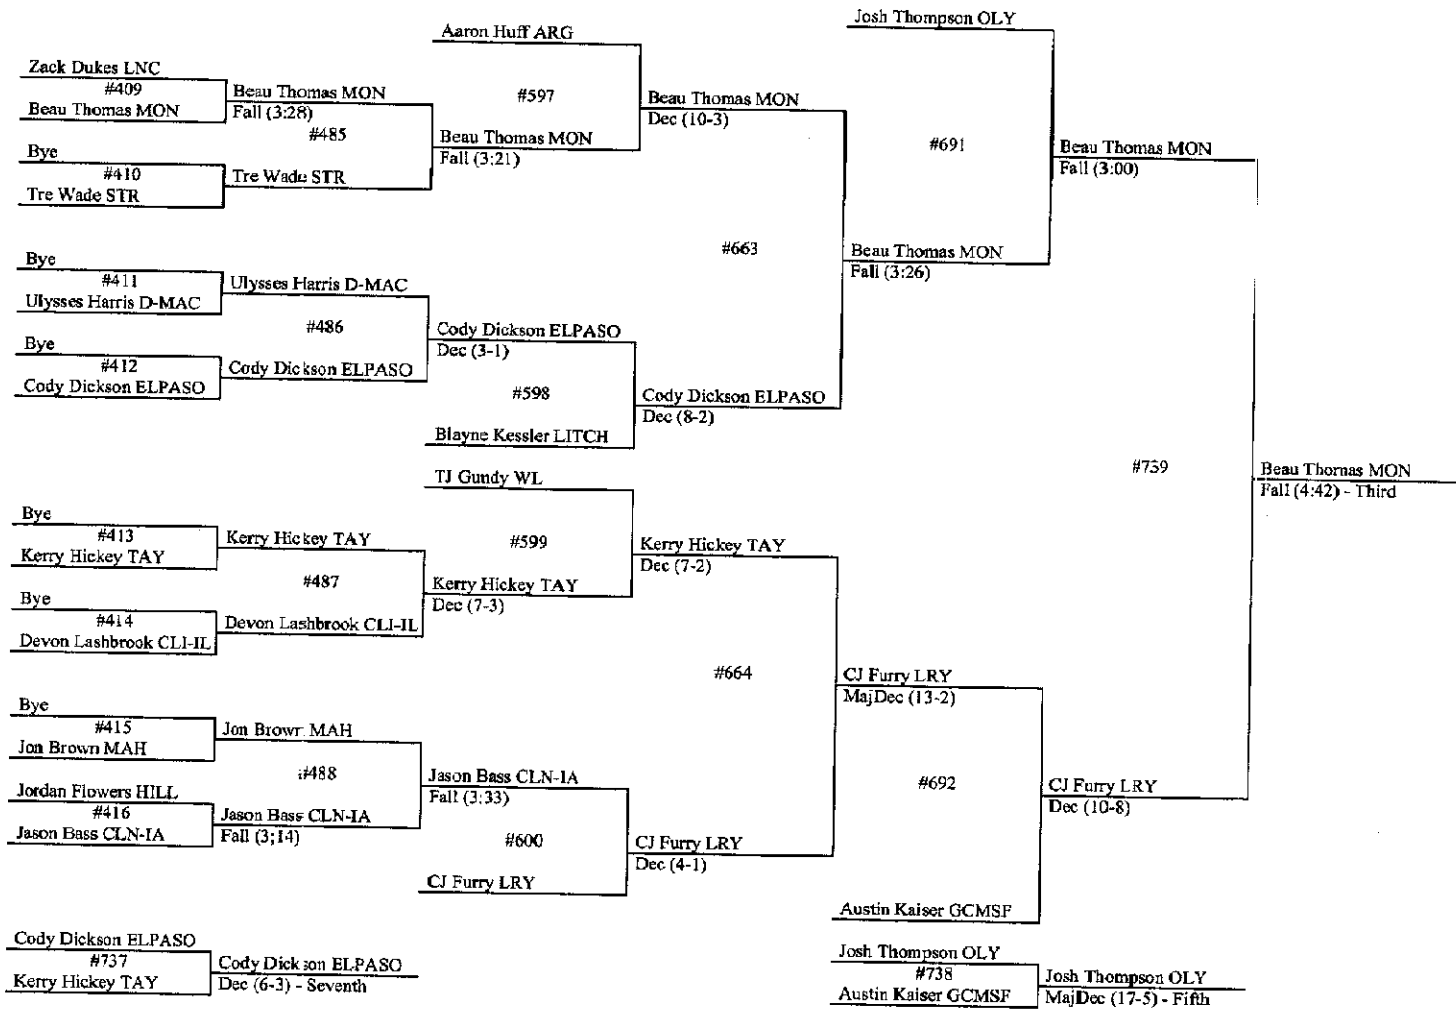 Josh Thompson OLY
Aaron Huff ARG
Zack Dukes LNC
#409
Beau Thomas MON
Beau Thomas MON
Fall (3:28)
#485
#597
Beau Thomas MON
Dec (10-3)
Beau Thomas MON
Fall (3:21)
#691
Beau Thomas MON
Fall (3:00)
Bye
#410
Tre Wade STR
Tre Wade STR
#663
Beau Thomas MON
Fall (3:26)
Bye
#411
Ulysses Harris D-MAC
Ulysses Harris D-MAC
#486
Cody Dickson ELPASO
Dec (3-1)
Bye
#412
Cody Dickson ELPASO
Cody Dickson ELPASO
#598
Cody Dickson ELPASO
Dec (8-2)
Blayne Kessler LITCH
#739
Beau Thomas MON
Fall (4:42) - Third
TJ Gundy WL
Bye
#413
Kerry Hickey TAY
Kerry Hickey TAY
#599
Kerry Hickey TAY
Dec (7-2)
#487
Kerry Hickey TAY
Dec (7-3)
Bye
#414
Devon Lashbrook CLI-IL
Devon Lashbrook CLI-IL
#664
CJ Furry LRY
MajDec (13-2)
Bye
#415
Jon Brown MAH
Jon Brown MAH
#488
Jason Bass CLN-IA
Fall (3:33)
#692
CJ Furry LRY
Dec (10-8)
Jordan Flowers HILL
#416
Jason Bass CLN-IA
Jason Bass CLN-IA
Fall (3;14)
#600
CJ Furry LRY
Dec (4-1)
CJ Furry LRY
Austin Kaiser GCMSF
Cody Dickson ELPASO
#737
Kerry Hickey TAY
Cody Dickson ELPASO
Dec (6-3) - Seventh
Josh Thompson OLY
#738
Austin Kaiser GCMSF
Josh Thompson OLY
MajDec (17-5) - Fifth